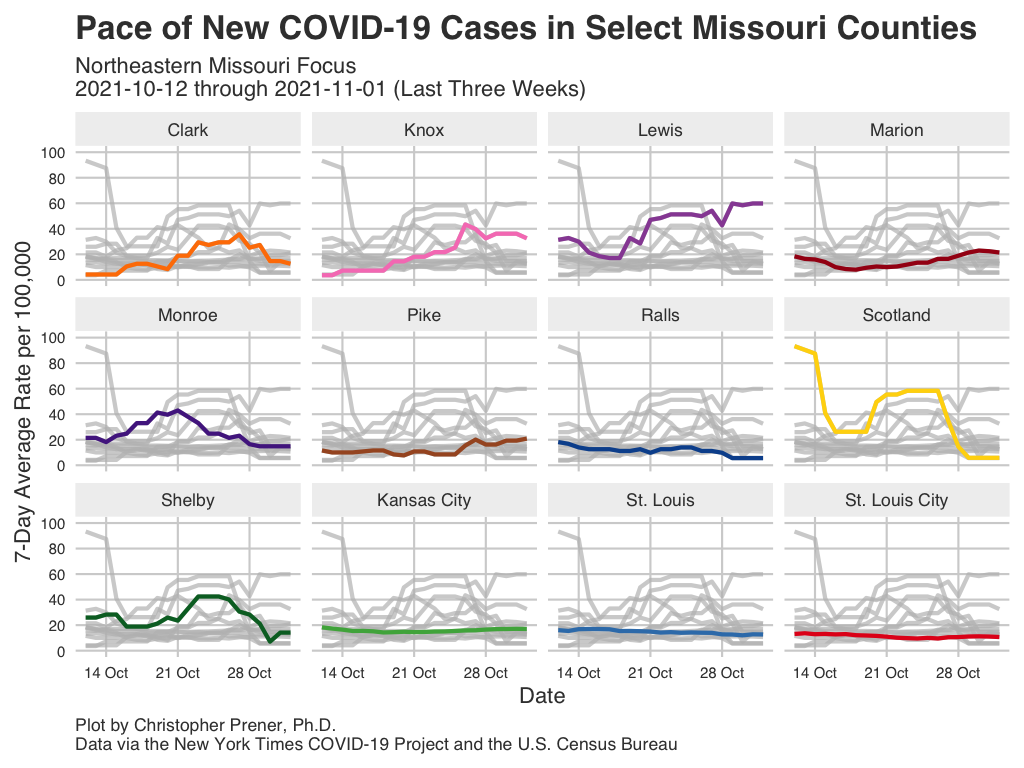 Pace of New COVID-19 Cases in Select Missouri Counties
Northeastern Missouri Focus
2021-10-12 through 2021-11-01 (Last Three Weeks)
Clark Knox Lewis Marion
100
80
60
40
20
0
Monroe Pike Ralls Scotland
100
80
60
40
20
0
Shelby Kansas City St. Louis St. Louis City
100
80
60
40
20
0
7-Day Average Rate per 100,000
14 Oct 21 Oct 28 Oct 14 Oct 21 Oct 28 Oct 14 Oct 21 Oct 28 Oct 14 Oct 21 Oct 28 Oct
Date
Plot by Christopher Prener, Ph.D.
Data via the New York Times COVID-19 Project and the U.S. Census Bureau